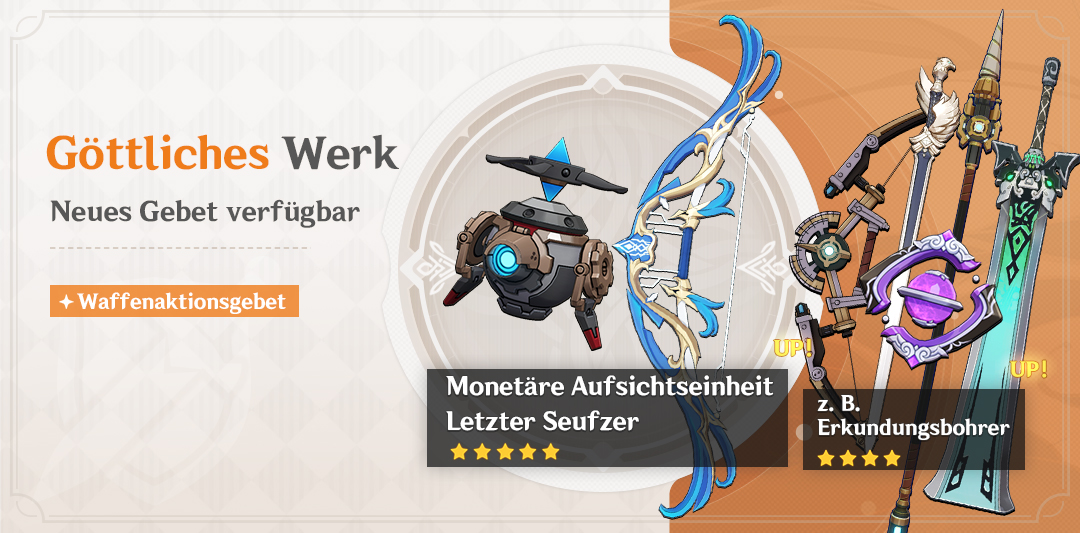 Göttliches Werk
Neues Gebet verfügbar
Waffenaktionsgebet
UP!
Monetäre Aufsichtseinheit
Letzter Seufzer
UP!
z. B.
Erkundungsbohrer